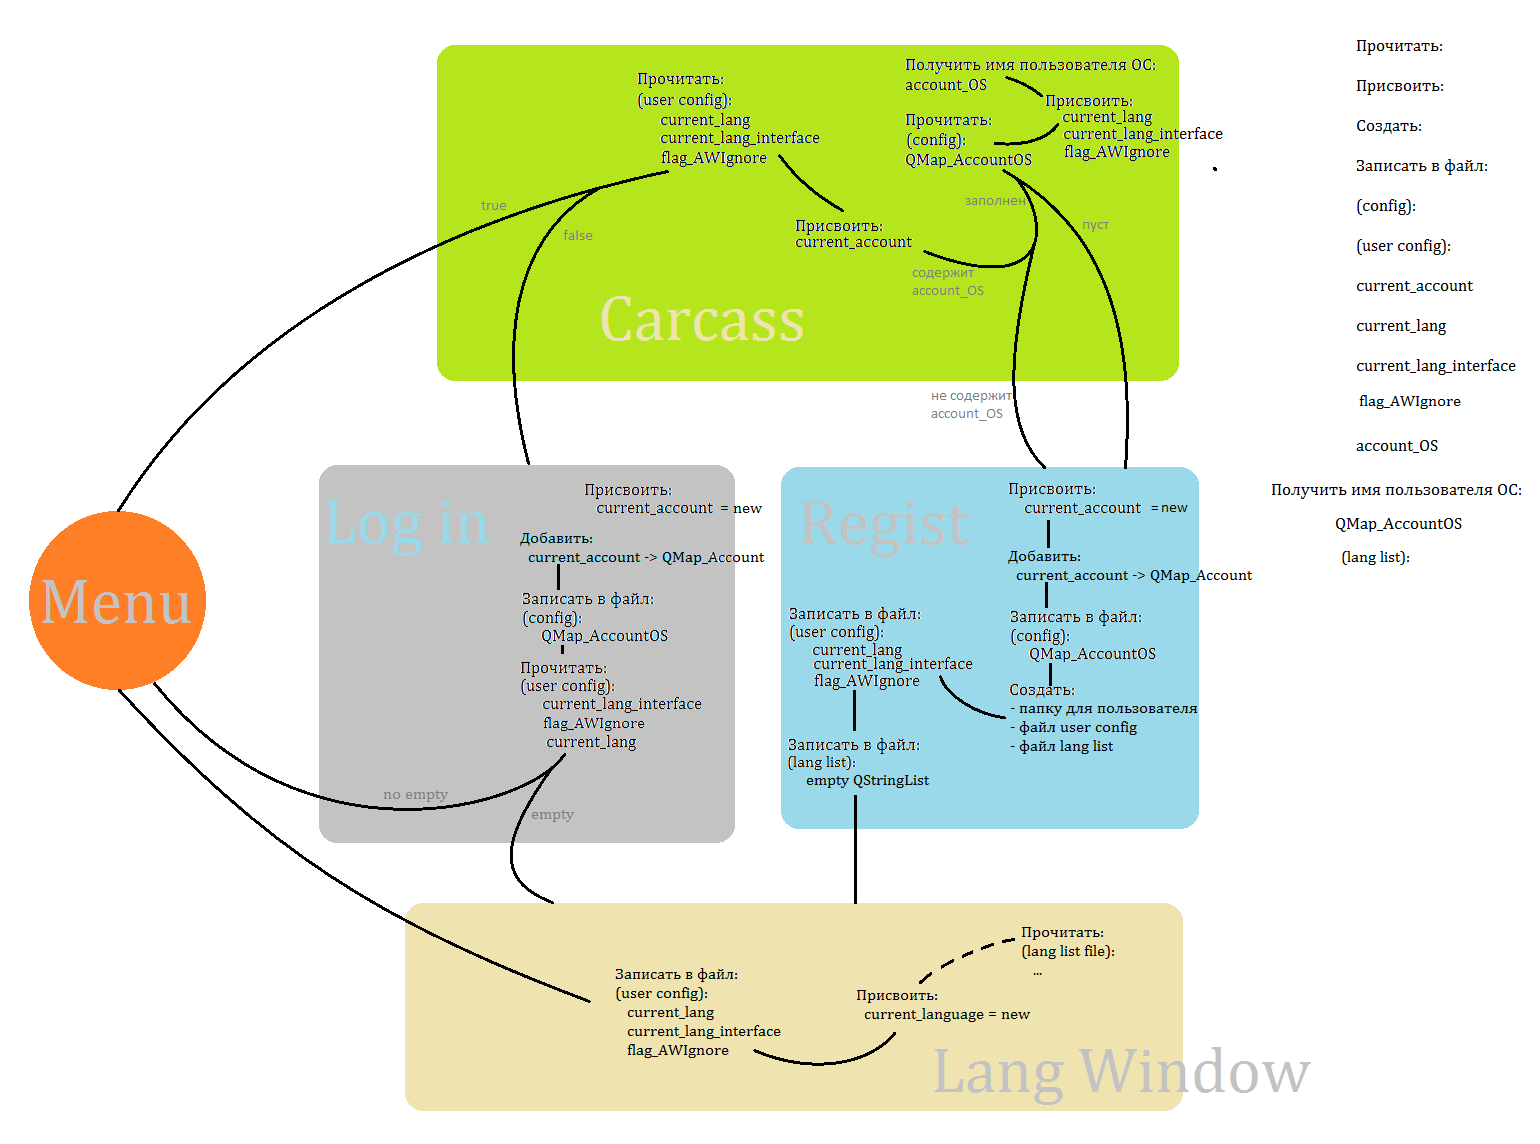 Прочитать:
(user config):
current_lang
current_lang_interface
flag_AWIgnore
Получить имя пользователя ОС:
account_OS
Присвоить:
current_lang
current_lang_interface
flag_AWIgnore
Прочитать:
(config):
QMap_AccountOS
true
false
заполнен
пуст
Присвоить:
current_account
содержит
account_OS
Carcass
не содержит
account_OS
Menu
Log in
Присвоить:
current_account = new
Добавить:
current_account -> QMap_Account
Записать в файл:
(config):
QMap_AccountOS
Прочитать:
(user config):
current_lang_interface
flag_AWIgnore
current_lang
no empty
empty
Regist
Присвоить:
current_account = new
Добавить:
current_account -> QMap_Account
Записать в файл:
(config):
QMap_AccountOS
Создать:
- папку для пользователя
- файл user config
- файл lang list
Записать в файл:
(user config):
current_lang
current_lang_interface
flag_AWIgnore
Записать в файл:
(lang list):
empty QStringList
Прочитать:
(lang list file):
...
Присвоить:
current_language = new
Записать в файл:
(user config):
current_lang
current_lang_interface
flag_AWIgnore
Lang Window
Прочитать:
Присвоить:
Создать:
Записать в файл:
(config):
(user config):
current_account
current_lang
current_lang_interface
flag_AWIgnore
account_OS
Получить имя пользователя ОС:
QMap_AccountOS
(lang list):